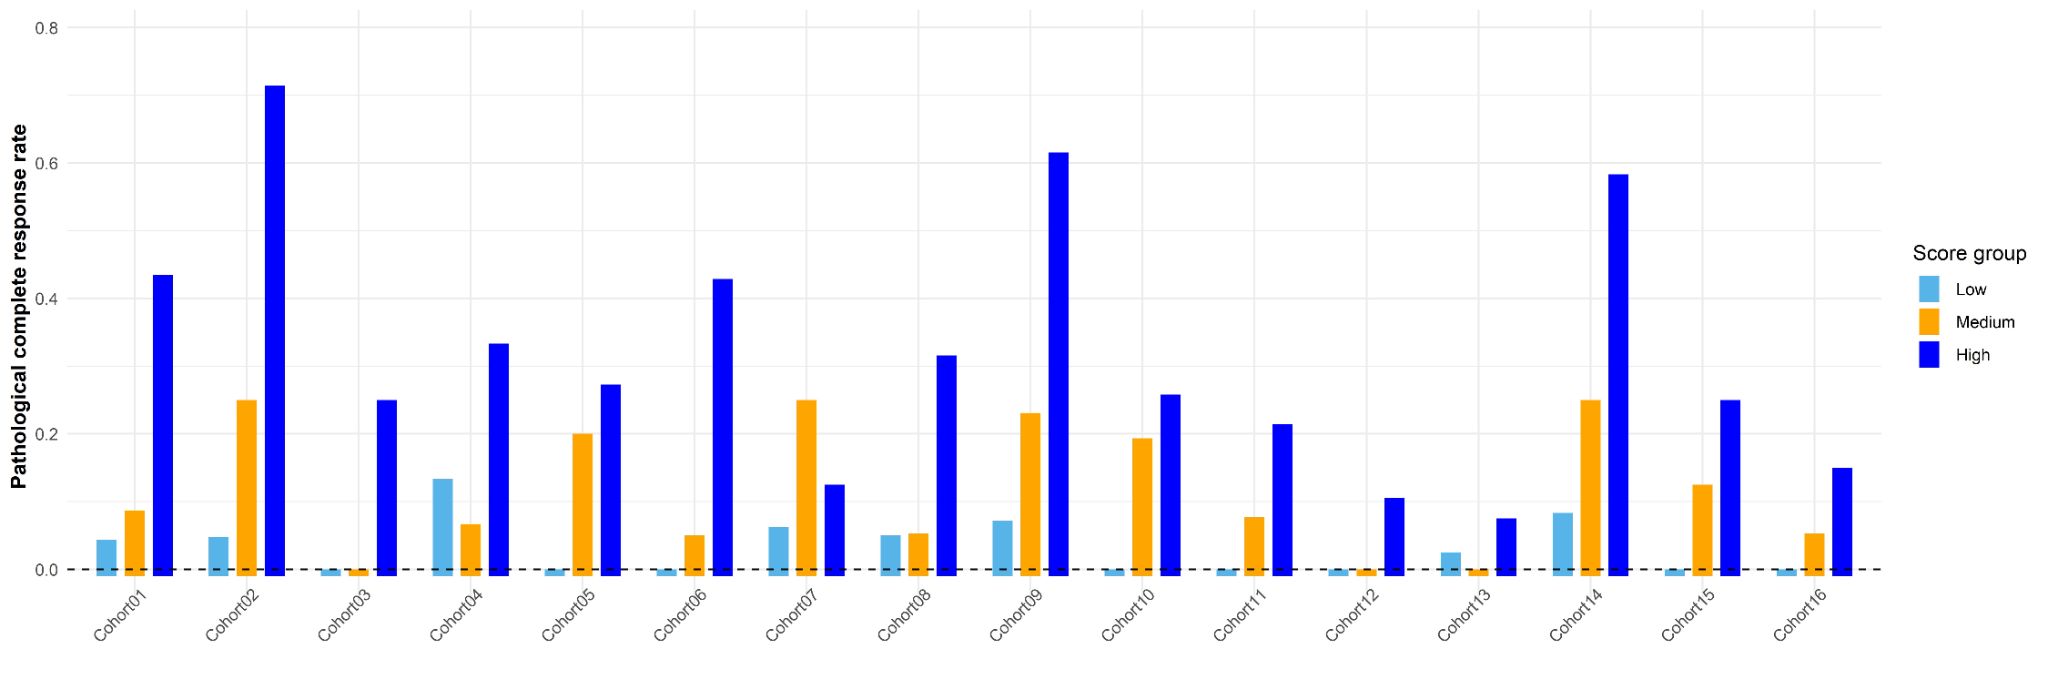 Pathological complete response rate
0.8
0.6
0.4
0.2
0.0
Cohort01
Cohort02
Cohort03
Cohort04
Cohort05
Cohort06
Cohort07
Cohort08
Cohort09
Cohort10
Cohort11
Cohort12
Cohort13
Cohort14
Cohort15
Cohort16
Score group
Low
Medium
High